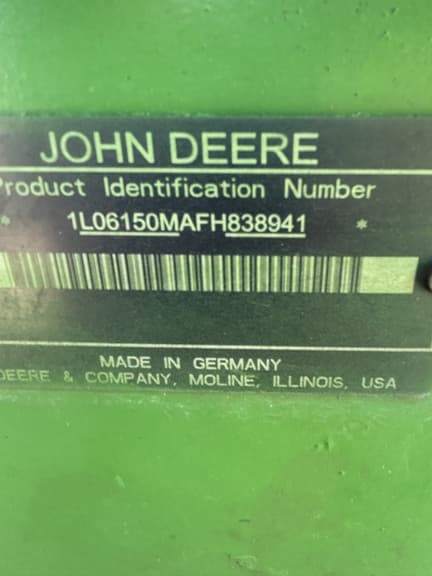 JOHN DEERE
Product Identification Number
* 1L06150MAFH838941 *
MADE IN GERMANY
DEERE & COMPANY, MOLINE, ILLINOIS, USA